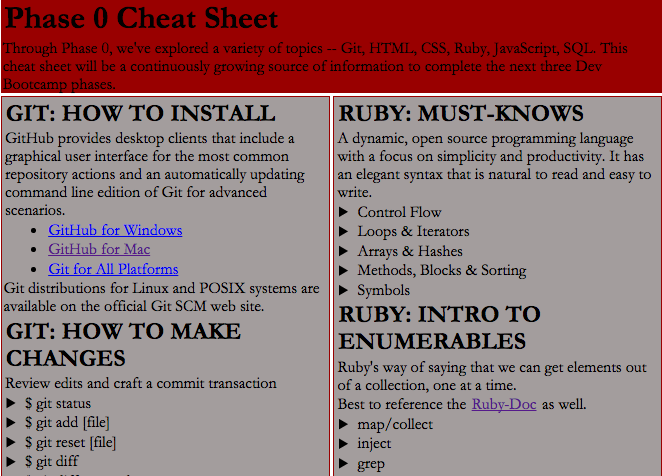 Phase 0 Cheat Sheet
Through Phase 0, we've explored a variety of topics -- Git, HTML, CSS, Ruby, JavaScript, SQL. This
cheat sheet will be a continuously growing source of information to complete the next three Dev
Bootcamp phases.
GIT: HOW TO INSTALL
GitHub provides desktop clients that include a
graphical user interface for the most common
repository actions and an automatically updating
command line edition of Git for advanced
scenarios.
GitHub for Windows
GitHub for Mac
Git for All Platforms
Git distributions for Linux and POSIX systems are
available on the official Git SCM web site.
GIT: HOW TO MAKE
CHANGES
Review edits and craft a commit transaction
$ git status
$ git add [file]
$ git reset [file]
$ git diff
RUBY: MUST-KNOWS
A dynamic, open source programming language
with a focus on simplicity and productivity. It has
an elegant syntax that is natural to read and easy to
write.
Control Flow
Loops & Iterators
Arrays & Hashes
Methods, Blocks & Sorting
Symbols
RUBY: INTRO TO
ENUMERABLES
Ruby's way of saying that we can get elements out
of a collection, one at a time.
Best to reference the Ruby-Doc as well.
map/collect
inject
grep